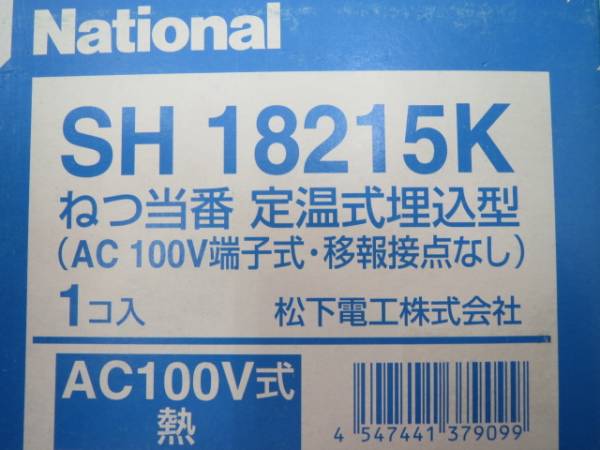 National
SH 18215K
ねつ当番 定温式埋込型
(AC 100V端子式・移報接点なし)
1コ入 松下電工株式会社
AC100V式
熱
4 547441 379099